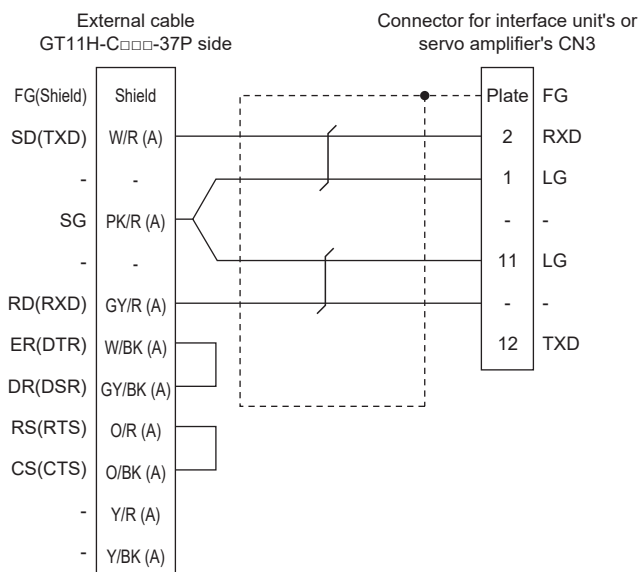 External cable
GT11H-C□□□-37P side
Connector for interface unit's or
servo amplifier's CN3
FG(Shield) Shield Plate FG
SD(TXD) W/R (A) 2 RXD
- - 1 LG
SG PK/R (A) - -
- - 11 LG
RD(RXD) GY/R (A) - -
ER(DTR) W/BK (A) 12 TXD
DR(DSR) GY/BK (A)
RS(RTS) O/R (A)
CS(CTS) O/BK (A)
- Y/R (A)
- Y/BK (A)